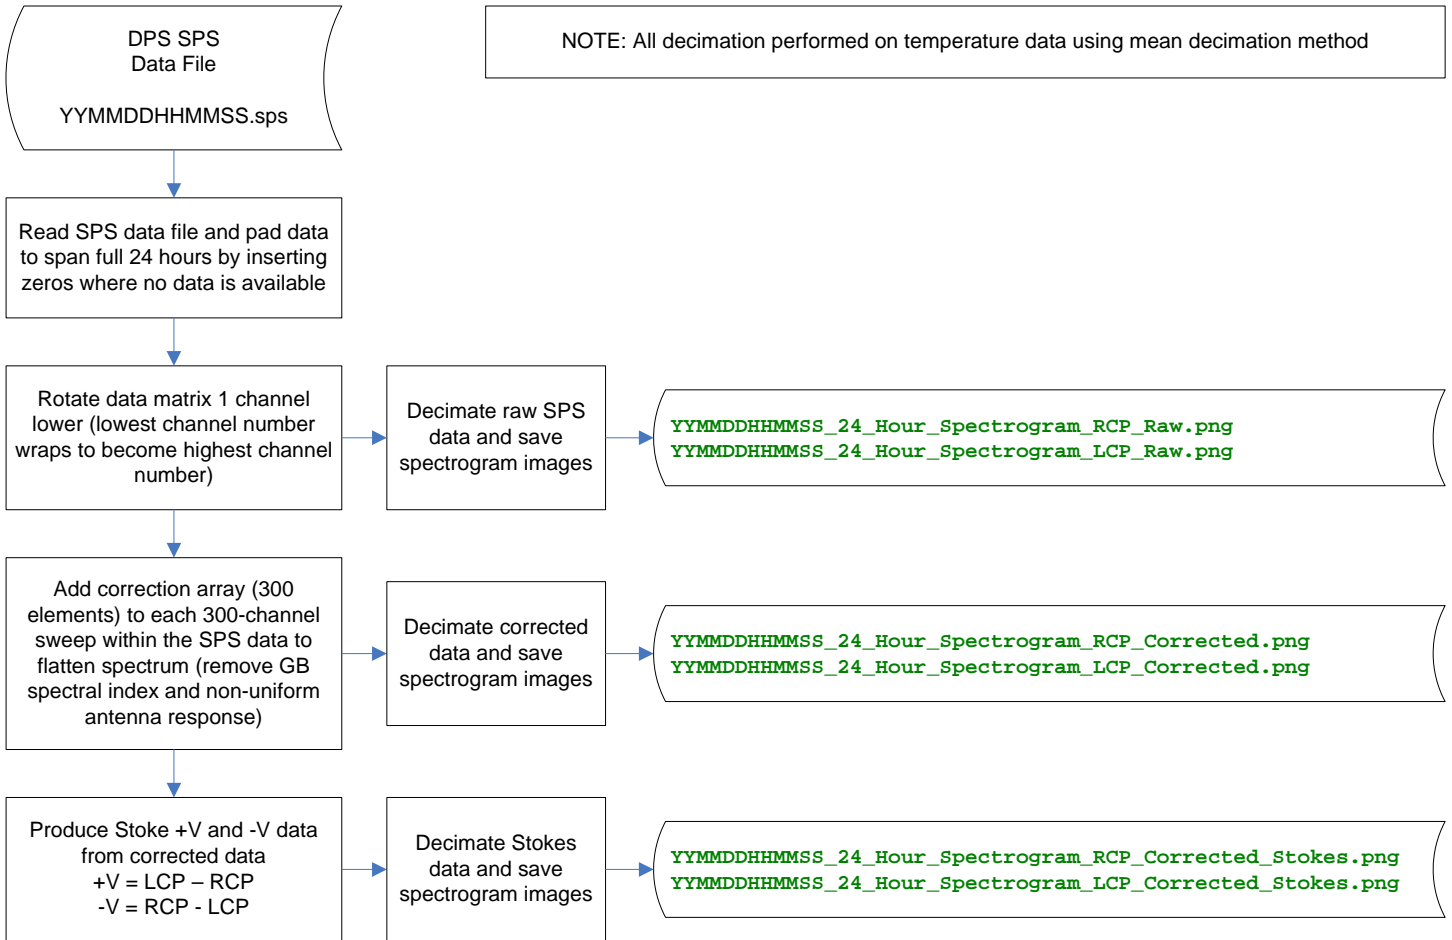 DPS SPS
Data File
YYMMDDHHMMSS.sps
NOTE: All decimation performed on temperature data using mean decimation method
Read SPS data file and pad data
to span full 24 hours by inserting
zeros where no data is available
Rotate data matrix 1 channel
lower (lowest channel number
wraps to become highest channel
number)
Decimate raw SPS
data and save
spectrogram images
YYMMDDHHMMSS_24_Hour_Spectrogram_RCP_Raw.png
YYMMDDHHMMSS_24_Hour_Spectrogram_LCP_Raw.png
Add correction array (300
elements) to each 300-channel
sweep within the SPS data to
flatten spectrum (remove GB
spectral index and non-uniform
antenna response)
Decimate corrected
data and save
spectrogram images
YYMMDDHHMMSS_24_Hour_Spectrogram_RCP_Corrected.png
YYMMDDHHMMSS_24_Hour_Spectrogram_LCP_Corrected.png
Produce Stoke +V and -V data
from corrected data
+V = LCP – RCP
-V = RCP - LCP
Decimate Stokes
data and save
spectrogram images
YYMMDDHHMMSS_24_Hour_Spectrogram_RCP_Corrected_Stokes.png
YYMMDDHHMMSS_24_Hour_Spectrogram_LCP_Corrected_Stokes.png